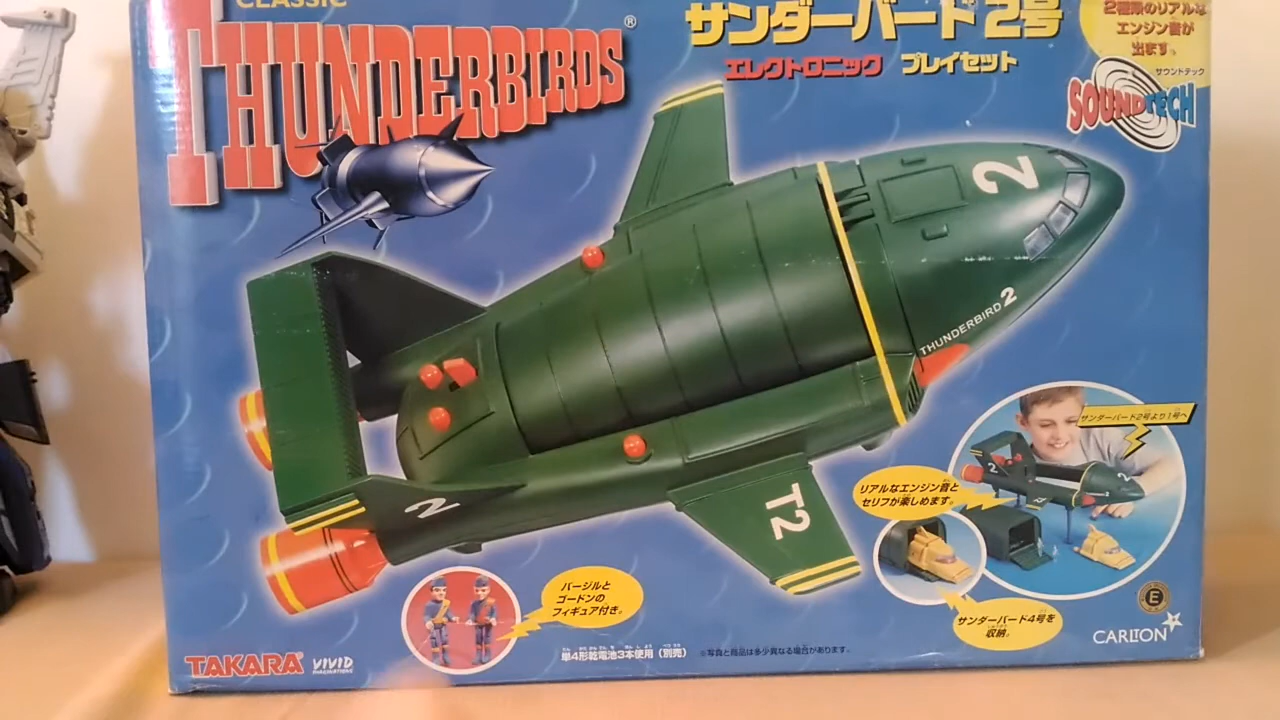 CLASSIC
THUNDERBIRDS®
サンダーバード2号
エレクトロニック プレイセット
2種類のリアルな
エンジン音が
出ます。
サウンドテック
SOUNDTECH
2
THUNDERBIRD 2
サンダーバード2号より1号へ
2
2
リアルなエンジン音と
セリフが楽しめます。
T2
2
バージルと
ゴードンの
フィギュア付き。
サンダーバード4号を
収納。
E
CARLTON
TAKARA®
VIVID
IMAGINATIONS
単4形乾電池3本使用(別売)
※写真と商品は多少異なる場合があります。